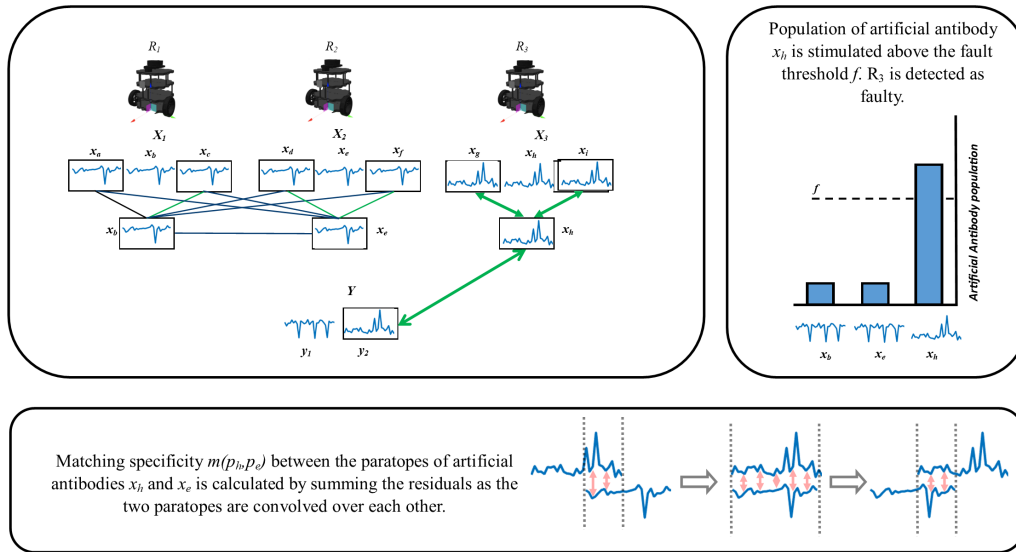 R1
R2
R3
X1
X2
X3
xa
xb
xc
xd
xe
xf
xg
xh
xi
xb
xe
xh
Y
y1
y2
Population of artificial antibody
xh is stimulated above the fault
threshold f. R3 is detected as
faulty.
f
Artificial Antibody population
xb
xe
xh
Matching specificity m(ph,pe) between the paratopes of artificial
antibodies xh and xe is calculated by summing the residuals as the
two paratopes are convolved over each other.